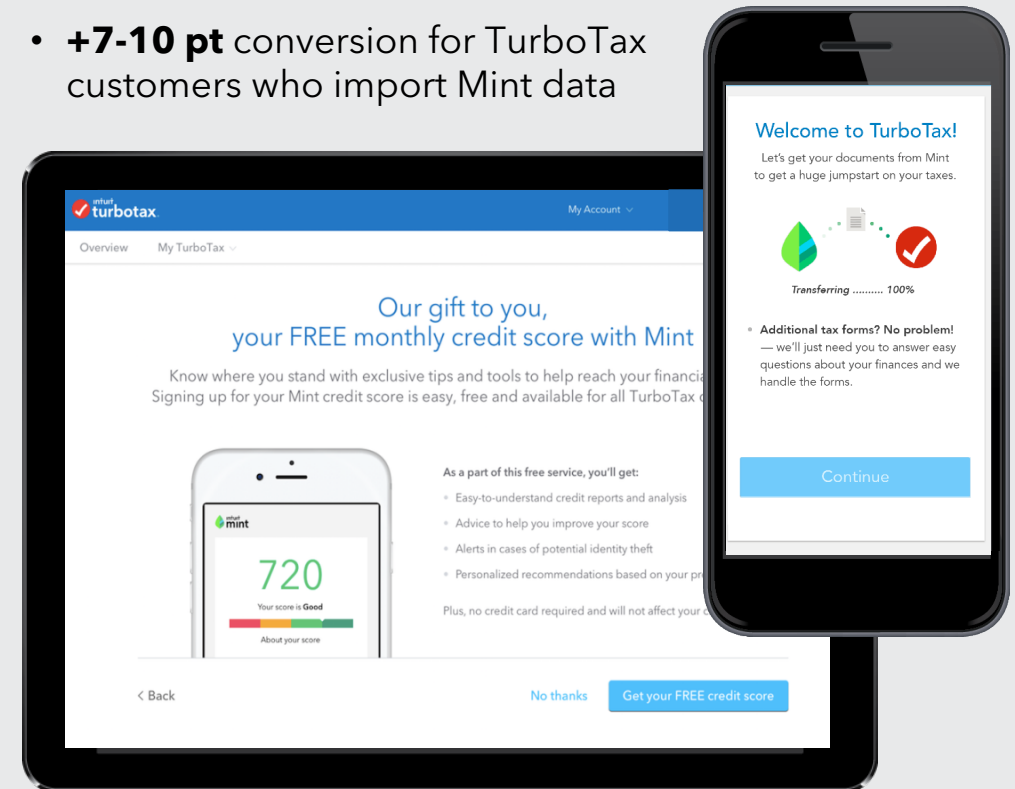 • +7-10 pt conversion for TurboTax
customers who import Mint data
intuit
turbotax.
My Account
Overview
My TurboTax
Our gift to you,
your FREE monthly credit score with Mint
Know where you stand with exclusive tips and tools to help reach your
Signing up for your Mint credit score is easy, free and available for all TurboTax
intuit
mint
720
Your score is Good
About your score
As a part of this free service, you'll get:
Easy-to-understand credit reports and analysis
Advice to help you improve your score
Alerts in cases of potential identity theft
Personalized recommendations based on your
Plus, no credit card required and will not affect your
< Back
No thanks
Get your FREE credit score
Welcome to TurboTax!
Let's get your documents from Mint
to get a huge jumpstart on your taxes.
Transferring .......... 100%
Additional tax forms? No problem!
— we'll just need you to answer easy
questions about your finances and we
handle the forms.
Continue